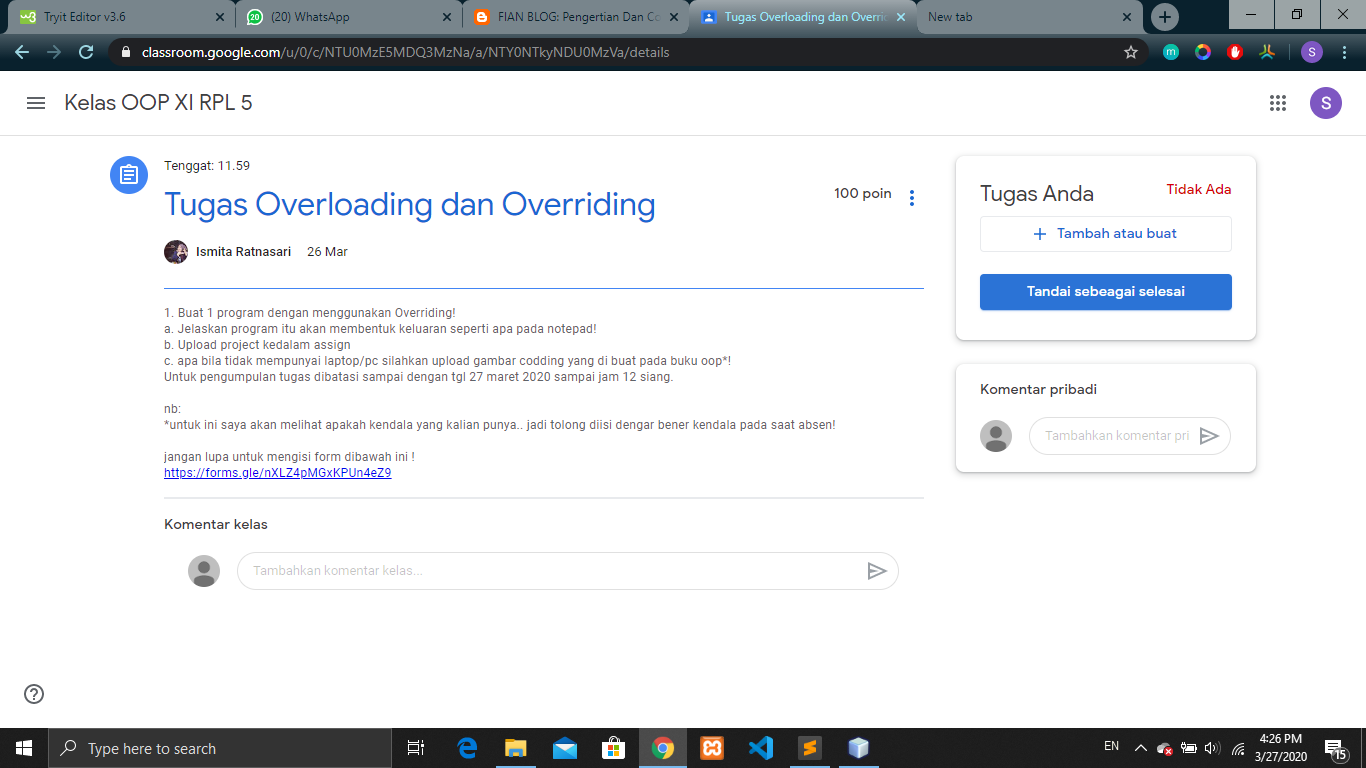 Tryit Editor v3.6
(20) WhatsApp
FIAN BLOG: Pengertian Dan Co
Tugas Overloading dan Overri
New tab
classroom.google.com/u/0/c/NTU0MzE5MDQ3MzNa/a/NTY0NTkyNDU0MzVa/details
S
Kelas OOP XI RPL 5
S
Tenggat: 11.59
Tugas Overloading dan Overriding
100 poin
Ismita Ratnasari 26 Mar
1. Buat 1 program dengan menggunakan Overriding!
a. Jelaskan program itu akan membentuk keluaran seperti apa pada notepad!
b. Upload project kedalam assign
c. apa bila tidak mempunyai laptop/pc silahkan upload gambar codding yang di buat pada buku oop*!
Untuk pengumpulan tugas dibatasi sampai dengan tgl 27 maret 2020 sampai jam 12 siang.
nb:
*untuk ini saya akan melihat apakah kendala yang kalian punya.. jadi tolong diisi dengar bener kendala pada saat absen!
jangan lupa untuk mengisi form dibawah ini !
https://forms.gle/nXLZ4pMGxKPUn4eZ9
Komentar kelas
Tambahkan komentar kelas...
Tugas Anda
Tidak Ada
Tambah atau buat
Tandai sebeagai selesai
Komentar pribadi
Tambahkan komentar pri
Type here to search
EN
4:26 PM
3/27/2020
15